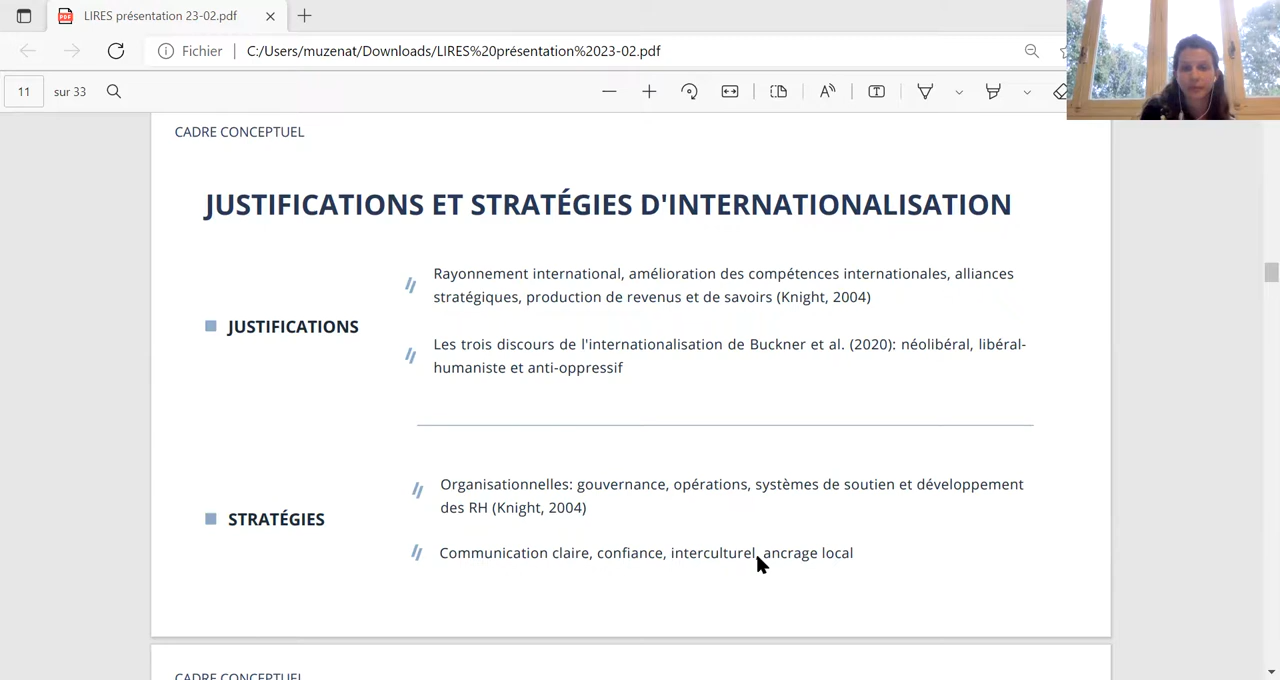 LIRES présentation 23-02.pdf
Fichier
C:/Users/muzenat/Downloads/LIRES%20présentation%2023-02.pdf
11
sur 33
CADRE CONCEPTUEL
JUSTIFICATIONS ET STRATÉGIES D'INTERNATIONALISATION
JUSTIFICATIONS
Rayonnement international, amélioration des compétences internationales, alliances
stratégiques, production de revenus et de savoirs (Knight, 2004)
Les trois discours de l'internationalisation de Buckner et al. (2020): néolibéral, libéral-
humaniste et anti-oppressif
STRATÉGIES
Organisationnelles: gouvernance, opérations, systèmes de soutien et développement
des RH (Knight, 2004)
Communication claire, confiance, interculturel, ancrage local
CADRE CONCEPTUEL